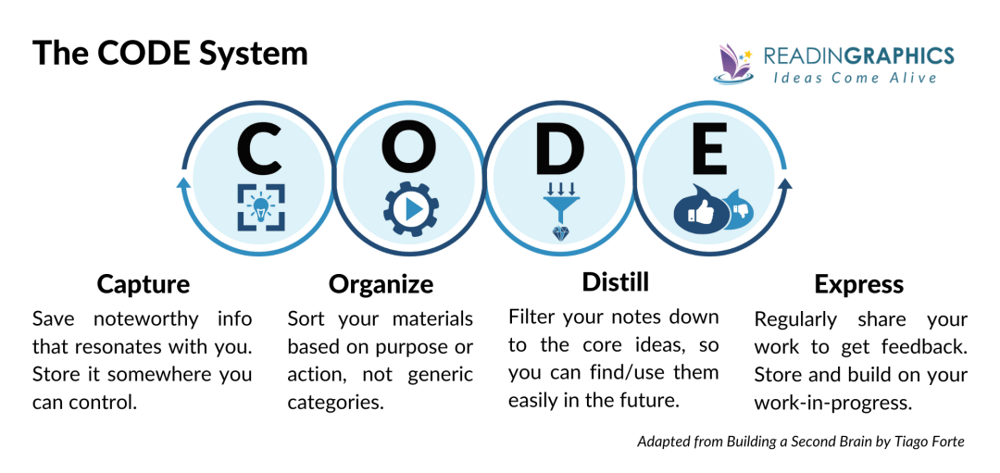 The CODE System
READINGRAPHICS
Ideas Come Alive
C O D E
Capture
Save noteworthy info
that resonates with you.
Store it somewhere you
can control.
Organize
Sort your materials
based on purpose or
action, not generic
categories.
Distill
Filter your notes down
to the core ideas, so
you can find/use them
easily in the future.
Express
Regularly share your
work to get feedback.
Store and build on your
work-in-progress.
Adapted from Building a Second Brain by Tiago Forte